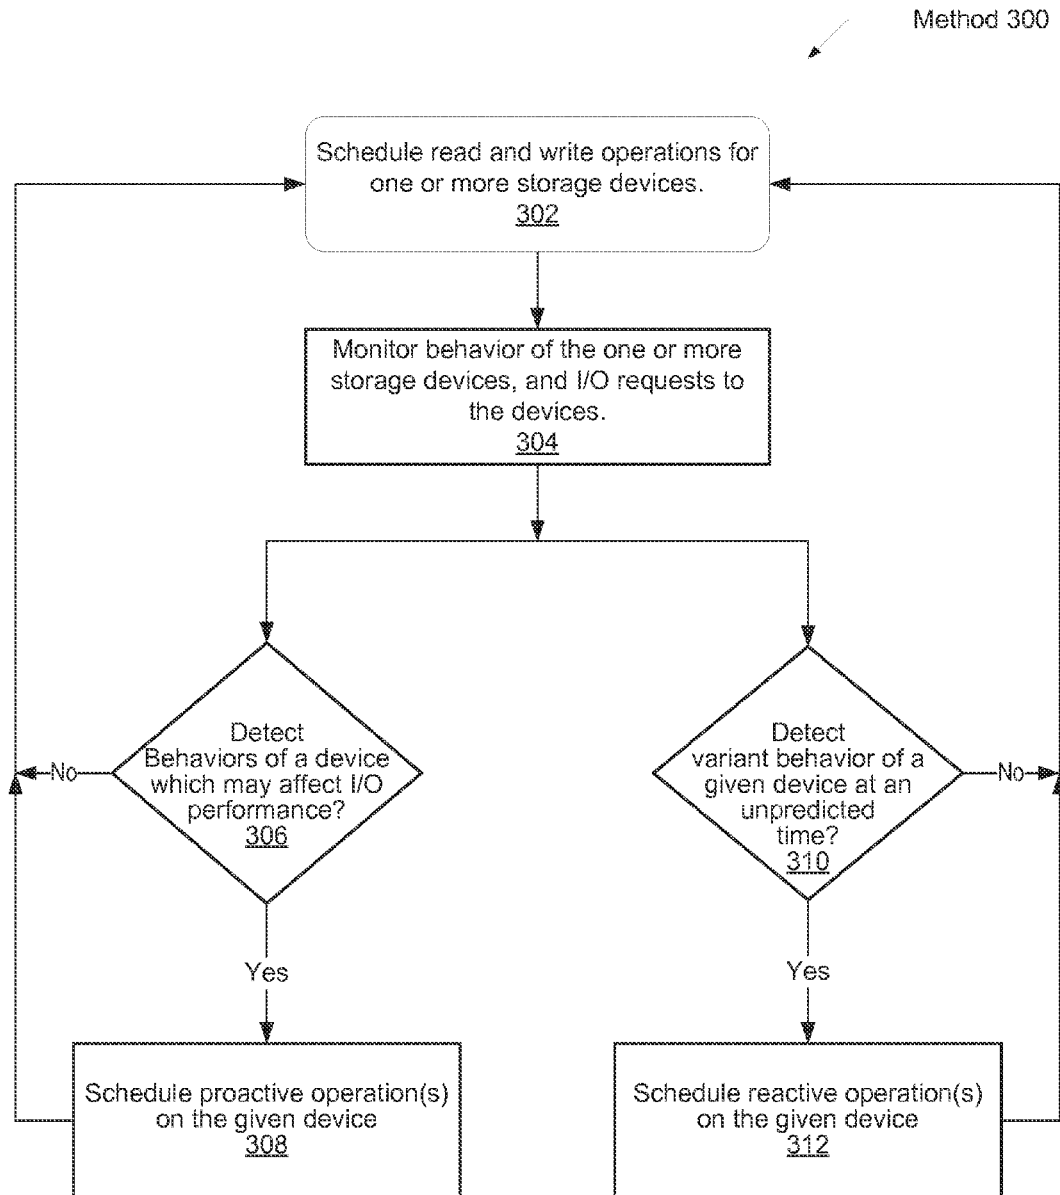 Method 300
Schedule read and write operations for
one or more storage devices.
302
Monitor behavior of the one or more
storage devices, and I/O requests to
the devices.
304
Detect
Behaviors of a device
which may affect I/O
performance?
306
No
Yes
Schedule proactive operation(s)
on the given device
308
Detect
variant behavior of a
given device at an
unpredicted
time?
310
No
Yes
Schedule reactive operation(s)
on the given device
312